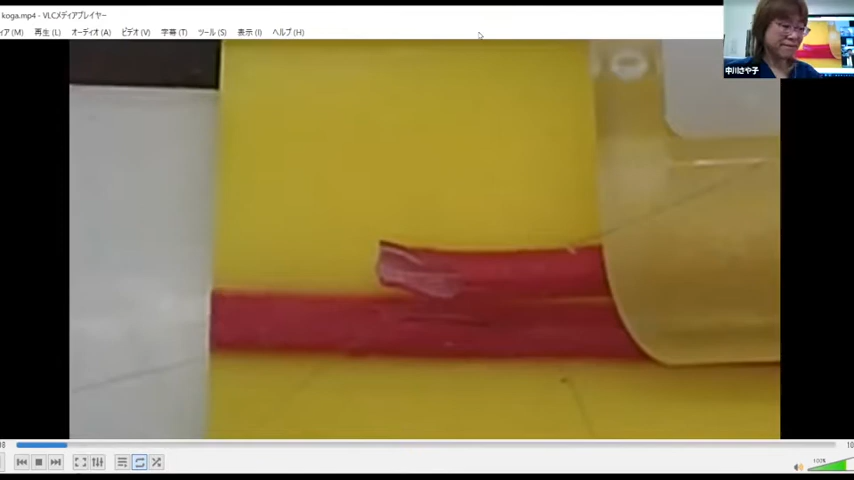 koga.mp4 - VLCメディアプレイヤー
ィア(M) 再生(L) オーディオ(A) ビデオ(V) 字幕(T) ツール(S) 表示(I) ヘルプ(H)
中川さや子
100%